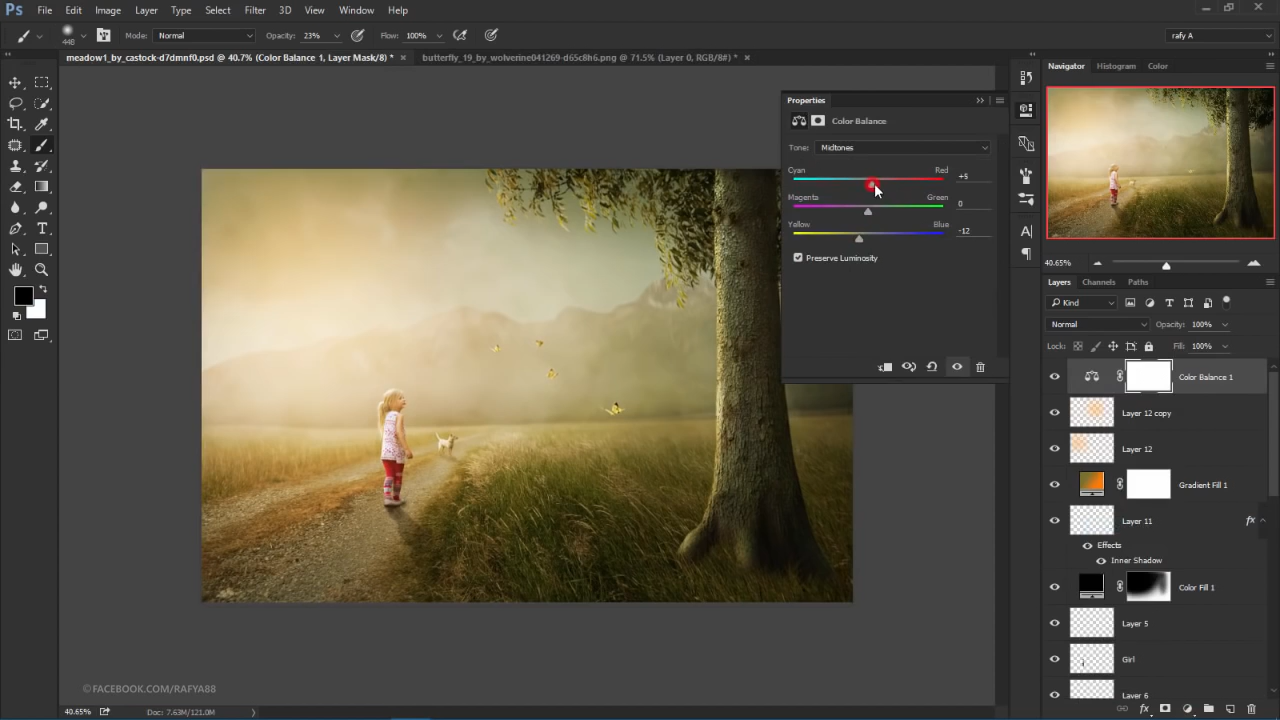 Ps File Edit Image Layer Type Select Filter 3D View Window Help
448 Mode: Normal Opacity: 23% Flow: 100% rafy A
meadow1_by_castock-d7dmnf0.psd @ 40.7% (Color Balance 1, Layer Mask/8) * × butterfly_19_by_wolverine041269-d65c8h6.png @ 71.5% (Layer 0, RGB/8#) * ×
Properties
Color Balance
Tone: Midtones
Cyan Red +5
Magenta Green 0
Yellow Blue -12
Preserve Luminosity
Navigator Histogram Color
40.65%
Layers Channels Paths
Kind
Normal Opacity: 100%
Lock: Fill: 100%
Color Balance 1
Layer 12 copy
Layer 12
Gradient Fill 1
Layer 11 fx
Effects
Inner Shadow
Color Fill 1
Layer 5
Girl
Layer 6
©FACEBOOK.COM/RAFYA88
40.65% Doc: 7.63M/121.0M